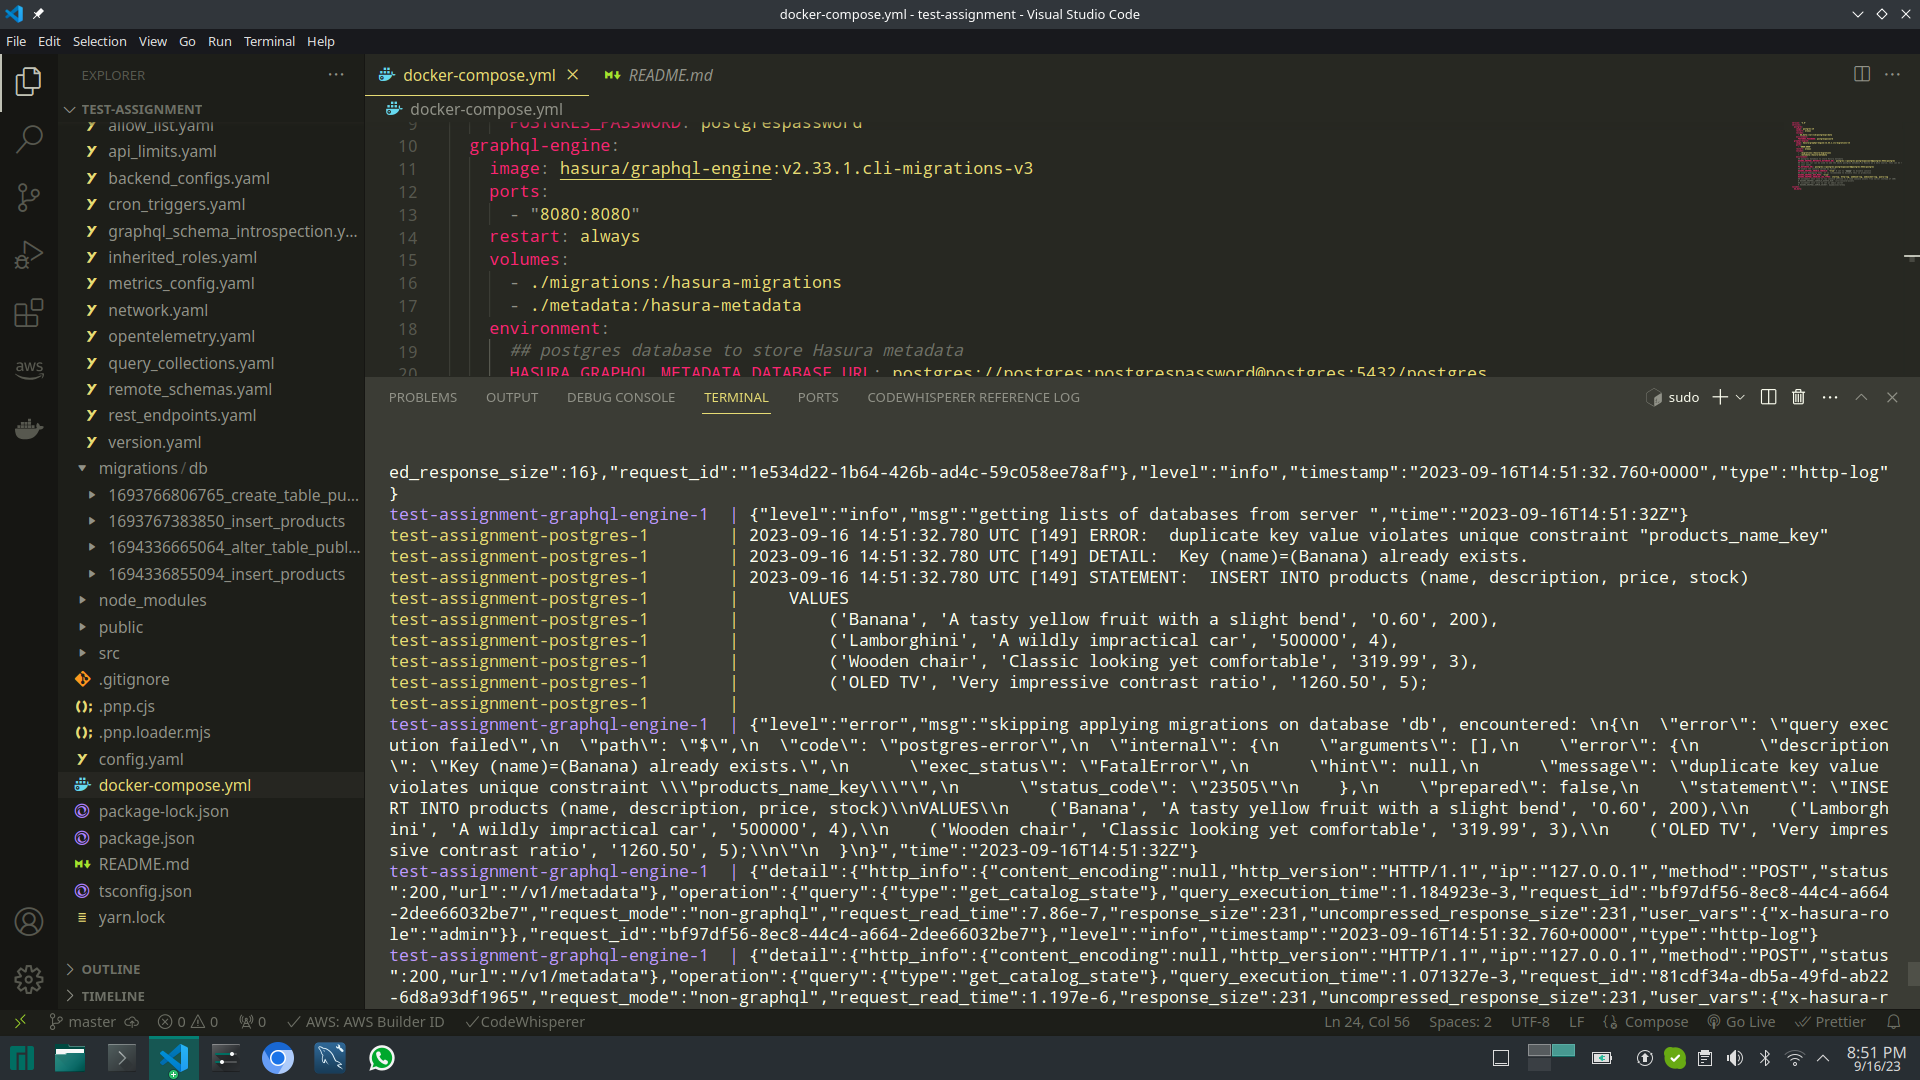 docker-compose.yml - test-assignment - Visual Studio Code
File Edit Selection View Go Run Terminal Help
EXPLORER
TEST-ASSIGNMENT
allow_list.yaml
api_limits.yaml
backend_configs.yaml
cron_triggers.yaml
graphql_schema_introspection.y...
inherited_roles.yaml
metrics_config.yaml
network.yaml
opentelemetry.yaml
query_collections.yaml
remote_schemas.yaml
rest_endpoints.yaml
version.yaml
migrations / db
1693766806765_create_table_pu...
1693767383850_insert_products
1694336665064_alter_table_publ...
1694336855094_insert_products
node_modules
public
src
.gitignore
.pnp.cjs
.pnp.loader.mjs
config.yaml
docker-compose.yml
package-lock.json
package.json
README.md
tsconfig.json
yarn.lock
OUTLINE
TIMELINE
aws
docker-compose.yml README.md
docker-compose.yml
9 POSTGRES_PASSWORD: postgrespassword
10 graphql-engine:
11 image: hasura/graphql-engine:v2.33.1.cli-migrations-v3
12 ports:
13 - "8080:8080"
14 restart: always
15 volumes:
16 - ./migrations:/hasura-migrations
17 - ./metadata:/hasura-metadata
18 environment:
19 ## postgres database to store Hasura metadata
20 HASURA_GRAPHQL_METADATA_DATABASE_URL: postgres://postgres:postgrespassword@postgres:5432/postgres
PROBLEMS OUTPUT DEBUG CONSOLE TERMINAL PORTS CODEWHISPERER REFERENCE LOG
sudo
ed_response_size":16},"request_id":"1e534d22-1b64-426b-ad4c-59c058ee78af"},"level":"info","timestamp":"2023-09-16T14:51:32.760+0000","type":"http-log"
}
test-assignment-graphql-engine-1 | {"level":"info","msg":"getting lists of databases from server ","time":"2023-09-16T14:51:32Z"}
test-assignment-postgres-1 | 2023-09-16 14:51:32.780 UTC [149] ERROR: duplicate key value violates unique constraint "products_name_key"
test-assignment-postgres-1 | 2023-09-16 14:51:32.780 UTC [149] DETAIL: Key (name)=(Banana) already exists.
test-assignment-postgres-1 | 2023-09-16 14:51:32.780 UTC [149] STATEMENT: INSERT INTO products (name, description, price, stock)
test-assignment-postgres-1 | VALUES
test-assignment-postgres-1 | ('Banana', 'A tasty yellow fruit with a slight bend', '0.60', 200),
test-assignment-postgres-1 | ('Lamborghini', 'A wildly impractical car', '500000', 4),
test-assignment-postgres-1 | ('Wooden chair', 'Classic looking yet comfortable', '319.99', 3),
test-assignment-postgres-1 | ('OLED TV', 'Very impressive contrast ratio', '1260.50', 5);
test-assignment-postgres-1 |
test-assignment-graphql-engine-1 | {"level":"error","msg":"skipping applying migrations on database 'db', encountered: \n{\n  \"error\": \"query exec
ution failed\",\n  \"path\": \"$\",\n  \"code\": \"postgres-error\",\n  \"internal\": {\n    \"arguments\": [],\n    \"error\": {\n      \"description
\": \"Key (name)=(Banana) already exists.\",\n      \"exec_status\": \"FatalError\",\n      \"hint\": null,\n      \"message\": \"duplicate key value 
violates unique constraint \\\"products_name_key\\\"\",\n      \"status_code\": \"23505\"\n    },\n    \"prepared\": false,\n    \"statement\": \"INSE
RT INTO products (name, description, price, stock)\\nVALUES\\n    ('Banana', 'A tasty yellow fruit with a slight bend', '0.60', 200),\\n    ('Lamborgh
ini', 'A wildly impractical car', '500000', 4),\\n    ('Wooden chair', 'Classic looking yet comfortable', '319.99', 3),\\n    ('OLED TV', 'Very impres
sive contrast ratio', '1260.50', 5);\\n\"\n  }\n}","time":"2023-09-16T14:51:32Z"}
test-assignment-graphql-engine-1 | {"detail":{"http_info":{"content_encoding":null,"http_version":"HTTP/1.1","ip":"127.0.0.1","method":"POST","status
":200,"url":"/v1/metadata"},"operation":{"query":{"type":"get_catalog_state"},"query_execution_time":1.184923e-3,"request_id":"bf97df56-8ec8-44c4-a664
-2dee66032be7","request_mode":"non-graphql","request_read_time":7.86e-7,"response_size":231,"uncompressed_response_size":231,"user_vars":{"x-hasura-ro
le":"admin"}},"request_id":"bf97df56-8ec8-44c4-a664-2dee66032be7"},"level":"info","timestamp":"2023-09-16T14:51:32.760+0000","type":"http-log"}
test-assignment-graphql-engine-1 | {"detail":{"http_info":{"content_encoding":null,"http_version":"HTTP/1.1","ip":"127.0.0.1","method":"POST","status
":200,"url":"/v1/metadata"},"operation":{"query":{"type":"get_catalog_state"},"query_execution_time":1.071327e-3,"request_id":"81cdf34a-db5a-49fd-ab22
-6d8a93df1965","request_mode":"non-graphql","request_read_time":1.197e-6,"response_size":231,"uncompressed_response_size":231,"user_vars":{"x-hasura-r
master 0 0 0 AWS: AWS Builder ID CodeWhisperer Ln 24, Col 56 Spaces: 2 UTF-8 LF Compose Go Live Prettier
8:51 PM
9/16/23